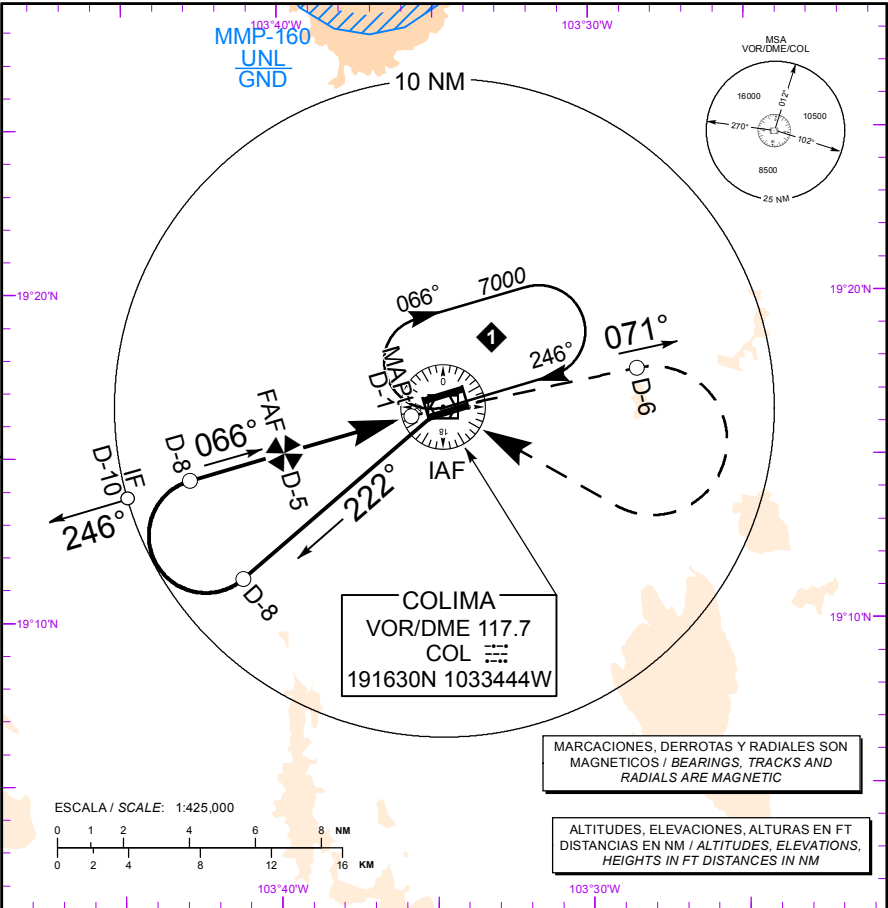 103°40'W
103°30'W
MMP-160
UNL
GND
10 NM
MSA
VOR/DME/COL
16000
012°
10500
270°
102°
8500
25 NM
19°20'N
19°20'N
066°
7000
1
071°
246°
D-6
MAPt
D-1
0
18
IAF
FAF
D-5
066°
D-8
IF
D-10
246°
222°
D-8
COLIMA
VOR/DME 117.7
COL
191630N 1033444W
19°10'N
19°10'N
MARCACIONES, DERROTAS Y RADIALES SON
MAGNETICOS / BEARINGS, TRACKS AND
RADIALS ARE MAGNETIC
ESCALA / SCALE: 1:425,000
0 1 2 4 6 8 NM
0 2 4 8 12 16 KM
ALTITUDES, ELEVACIONES, ALTURAS EN FT
DISTANCIAS EN NM / ALTITUDES, ELEVATIONS,
HEIGHTS IN FT DISTANCES IN NM
103°40'W
103°30'W